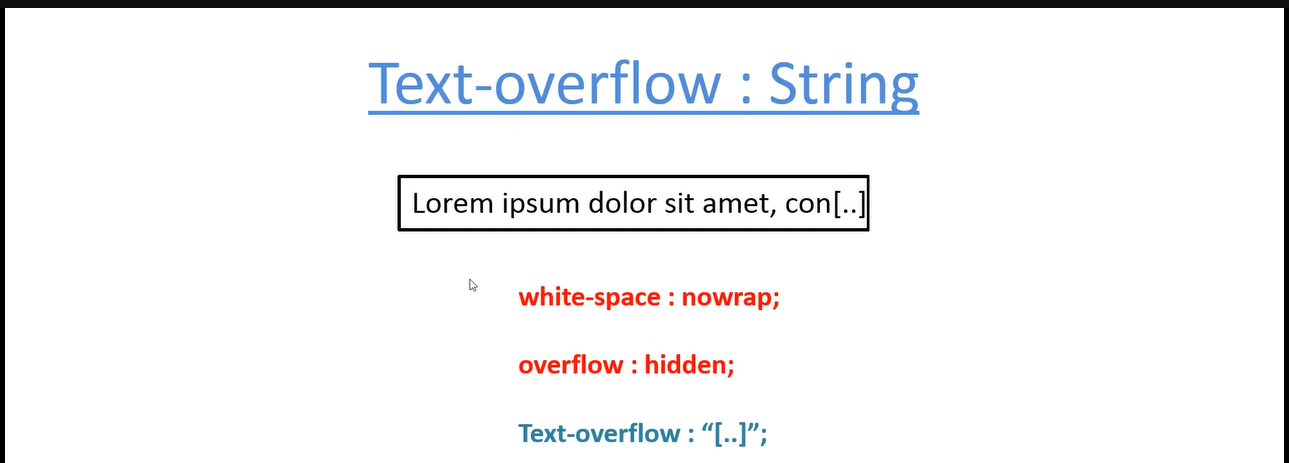 Text-overflow : String
Lorem ipsum dolor sit amet, con[..]
white-space : nowrap;
overflow : hidden;
Text-overflow : “[..]”;